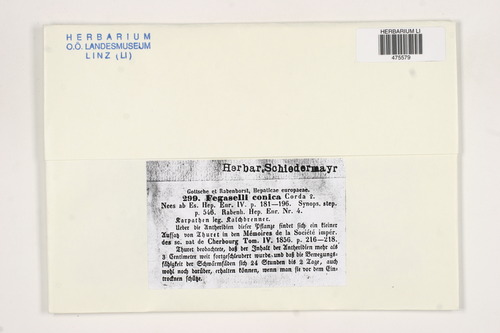 HERBARIUM
O.Ö. LANDESMUSEUM
LINZ (LI)
HERBARIUM LI
475579
Herbar.Schiedermayr
Gottsche et Rabenhorst, Hepaticae europaeae.
299. Fegaselli conica Corda ♀.
Nees ab Es. Hep. Eur. IV. p. 181—196. Synops. step.
p. 546. Rabenh. Hep. Eur. Nr. 4.
Karpathen leg. Kalchbrenner.
Ueber die Antheridien dieser Pflanze findet sich ein kleiner
Aufsatz von Thuret in den Mémoires de la Société impér.
des sc. nat de Cherbourg Tom. IV. 1856. p. 216—218.
Thuret beobachtete, daß der Inhalt der Antheridien mehr als
3 Centimeter weit fortgeschleudert wurde und daß die Bewegungs-
fähigkeit der Schwärmfäden sich 24 Stunden bis 2 Tage, auch
wohl noch darüber, erhalten können, wenn man sie vor dem Ein-
trocknen schütze.